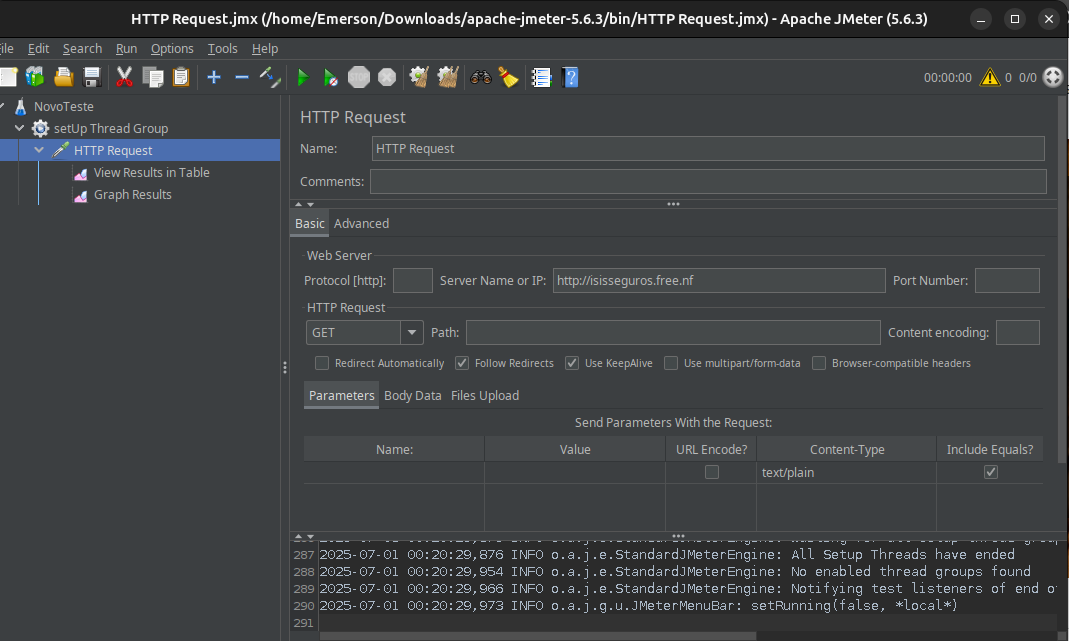 HTTP Request.jmx (/home/Emerson/Downloads/apache-jmeter-5.6.3/bin/HTTP Request.jmx) - Apache JMeter (5.6.3)
ile Edit Search Run Options Tools Help
STOP
00:00:00 0 0/0
NovoTeste
setUp Thread Group
HTTP Request
View Results in Table
Graph Results
HTTP Request
Name: HTTP Request
Comments:
Basic Advanced
Web Server
Protocol [http]: Server Name or IP: http://isisseguros.free.nf Port Number:
HTTP Request
GET Path: Content encoding:
Redirect Automatically Follow Redirects Use KeepAlive Use multipart/form-data Browser-compatible headers
Parameters Body Data Files Upload
Send Parameters With the Request:
Name: Value URL Encode? Content-Type Include Equals?
text/plain
287 2025-07-01 00:20:29,876 INFO o.a.j.e.StandardJMeterEngine: All Setup Threads have ended
288 2025-07-01 00:20:29,954 INFO o.a.j.e.StandardJMeterEngine: No enabled thread groups found
289 2025-07-01 00:20:29,966 INFO o.a.j.e.StandardJMeterEngine: Notifying test listeners of end o
290 2025-07-01 00:20:29,973 INFO o.a.j.g.u.JMeterMenuBar: setRunning(false, *local*)
291